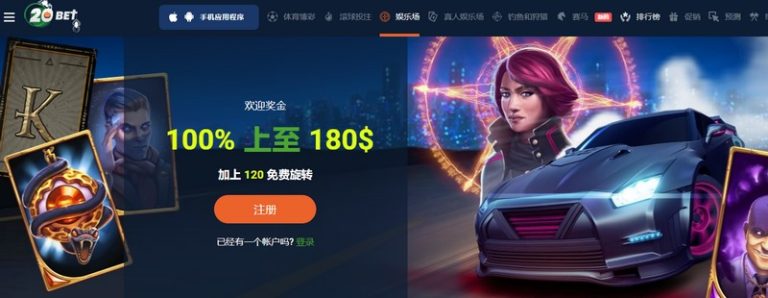 20BET
手机应用程序
体育博彩
滚球投注
娱乐场
真人娱乐场
钓鱼和狩猎
赛马
排行榜
促销
预测
欢迎奖金
100% 上至 180$
加上 120 免费旋转
注册
已经有一个帐户吗? 登录
K